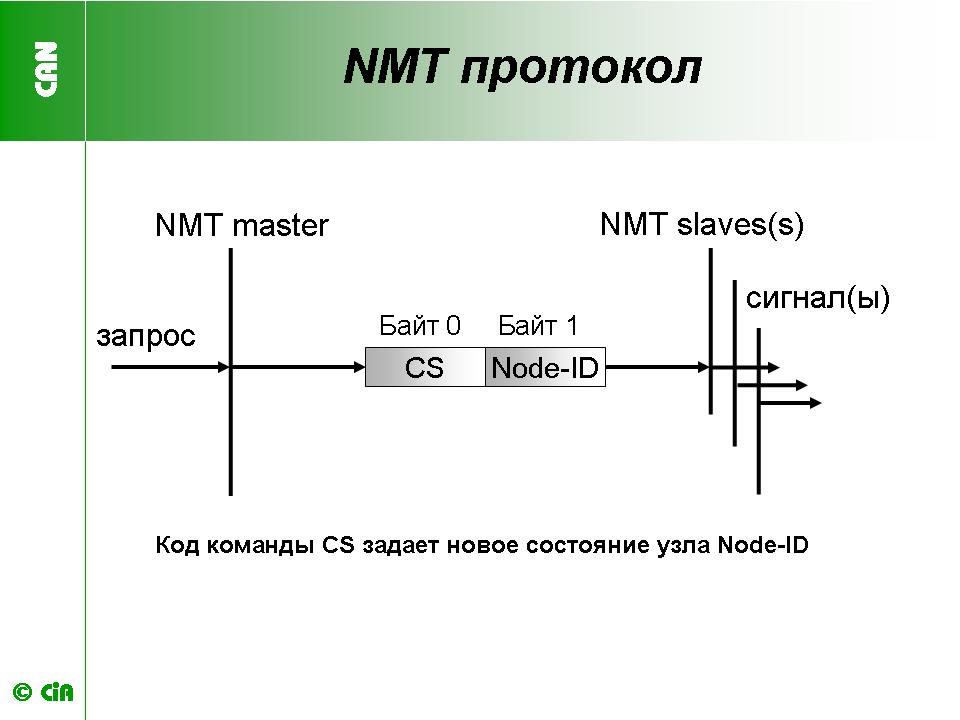 CAN
NMT протокол
NMT master
NMT slaves(s)
сигнал(ы)
запрос
Байт 0 Байт 1
CS Node-ID
Код команды CS задает новое состояние узла Node-ID
© CiA